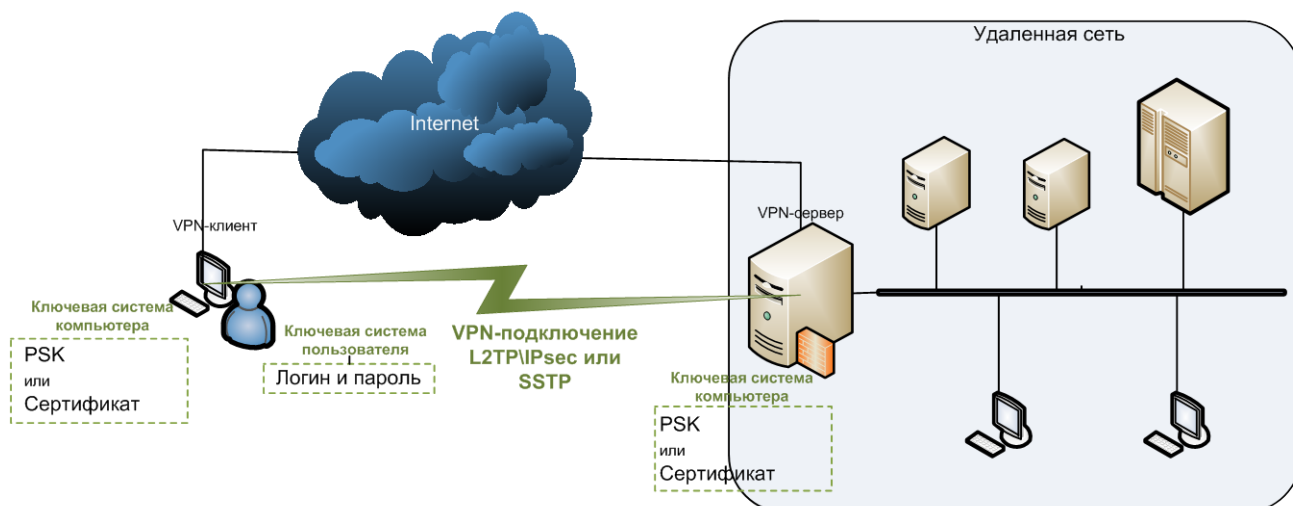 Удаленная сеть
Internet
VPN-клиент
VPN-сервер
Ключевая система
компьютера
PSK
или
Сертификат
Ключевая система
пользователя
Логин и пароль
VPN-подключение
L2TP\IPsec или
SSTP
Ключевая система
компьютера
PSK
или
Сертификат